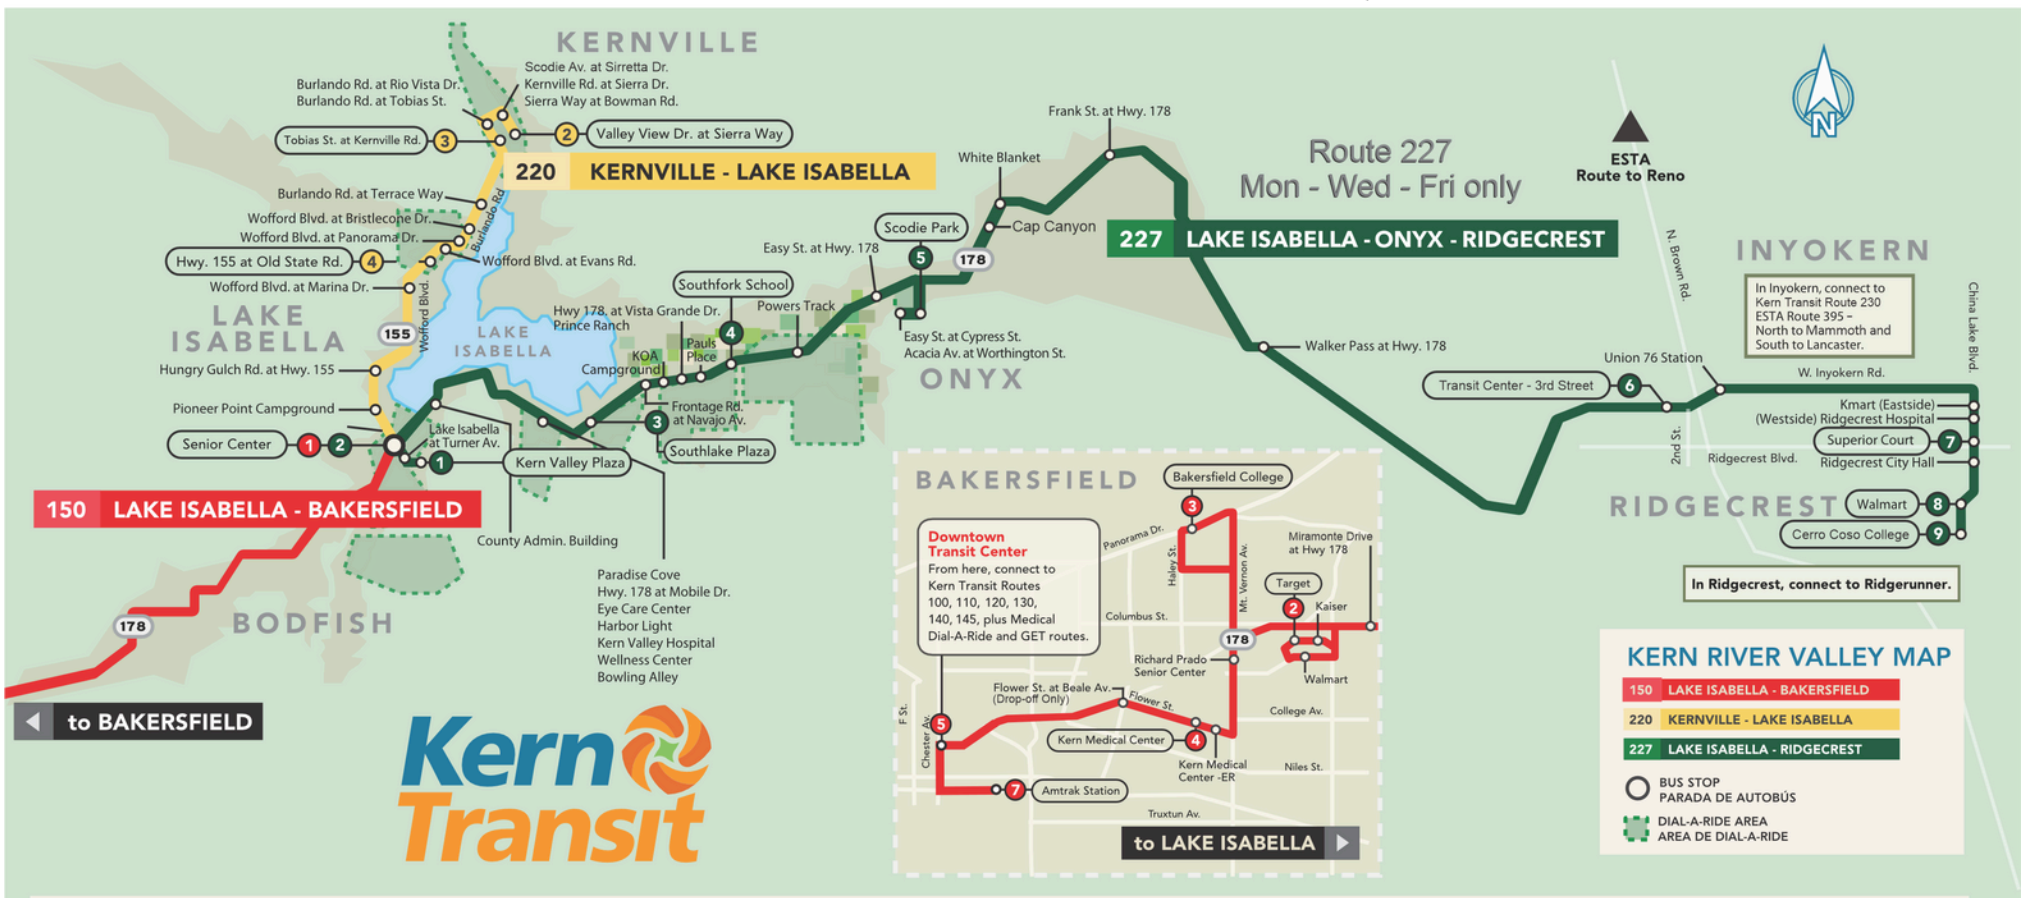 KERNVILLE
Scodie Av. at Sirretta Dr.
Burlando Rd. at Rio Vista Dr.
Kernville Rd. at Sierra Dr.
Burlando Rd. at Tobias St.
Sierra Way at Bowman Rd.
Tobias St. at Kernville Rd.
3
2
Valley View Dr. at Sierra Way
220 KERNVILLE - LAKE ISABELLA
Burlando Rd. at Terrace Way
Burlando Rd
Wofford Blvd. at Bristlecone Dr.
Wofford Blvd. at Panorama Dr.
Hwy. 155 at Old State Rd.
4
Wofford Blvd. at Evans Rd.
Wofford Blvd. at Marina Dr.
Wofford Blvd.
LAKE
ISABELLA
155
LAKE
ISABELLA
Hungry Gulch Rd. at Hwy. 155
Pioneer Point Campground
Senior Center
1
2
Lake Isabella
at Turner Av.
1
Kern Valley Plaza
150 LAKE ISABELLA - BAKERSFIELD
County Admin. Building
Paradise Cove
Hwy. 178 at Mobile Dr.
Eye Care Center
Harbor Light
Kern Valley Hospital
Wellness Center
Bowling Alley
BODFISH
178
to BAKERSFIELD
Kern
Transit
Hwy 178. at Vista Grande Dr.
Prince Ranch
KOA
Campground
Pauls
Place
Frontage Rd.
at Navajo Av.
3
Southlake Plaza
Southfork School
4
Powers Track
Easy St. at Hwy. 178
Scodie Park
5
178
Easy St. at Cypress St.
Acacia Av. at Worthington St.
ONYX
White Blanket
Cap Canyon
Frank St. at Hwy. 178
Route 227
Mon - Wed - Fri only
227 LAKE ISABELLA - ONYX - RIDGECREST
Walker Pass at Hwy. 178
N
ESTA
Route to Reno
N. Brown Rd.
INYOKERN
In Inyokern, connect to
Kern Transit Route 230
ESTA Route 395 –
North to Mammoth and
South to Lancaster.
China Lake Blvd.
Union 76 Station
W. Inyokern Rd.
Transit Center - 3rd Street
6
2nd St.
Kmart (Eastside)
(Westside) Ridgecrest Hospital
Superior Court
7
Ridgecrest Blvd.
Ridgecrest City Hall
RIDGECREST
Walmart
8
Cerro Coso College
9
In Ridgecrest, connect to Ridgerunner.
BAKERSFIELD
Bakersfield College
3
Downtown
Transit Center
From here, connect to
Kern Transit Routes
100, 110, 120, 130,
140, 145, plus Medical
Dial-A-Ride and GET routes.
Panorama Dr.
Haley St.
Mt. Vernon Av.
Miramonte Drive
at Hwy 178
Target
2
Kaiser
Columbus St.
178
Richard Prado
Senior Center
Walmart
Flower St. at Beale Av.
(Drop-off Only)
Flower St.
College Av.
F St.
Chester Av.
5
Kern Medical Center
4
Kern Medical
Center -ER
Niles St.
7
Amtrak Station
Truxtun Av.
to LAKE ISABELLA
KERN RIVER VALLEY MAP
150 LAKE ISABELLA - BAKERSFIELD
220 KERNVILLE - LAKE ISABELLA
227 LAKE ISABELLA - RIDGECREST
BUS STOP
PARADA DE AUTOBÚS
DIAL-A-RIDE AREA
AREA DE DIAL-A-RIDE